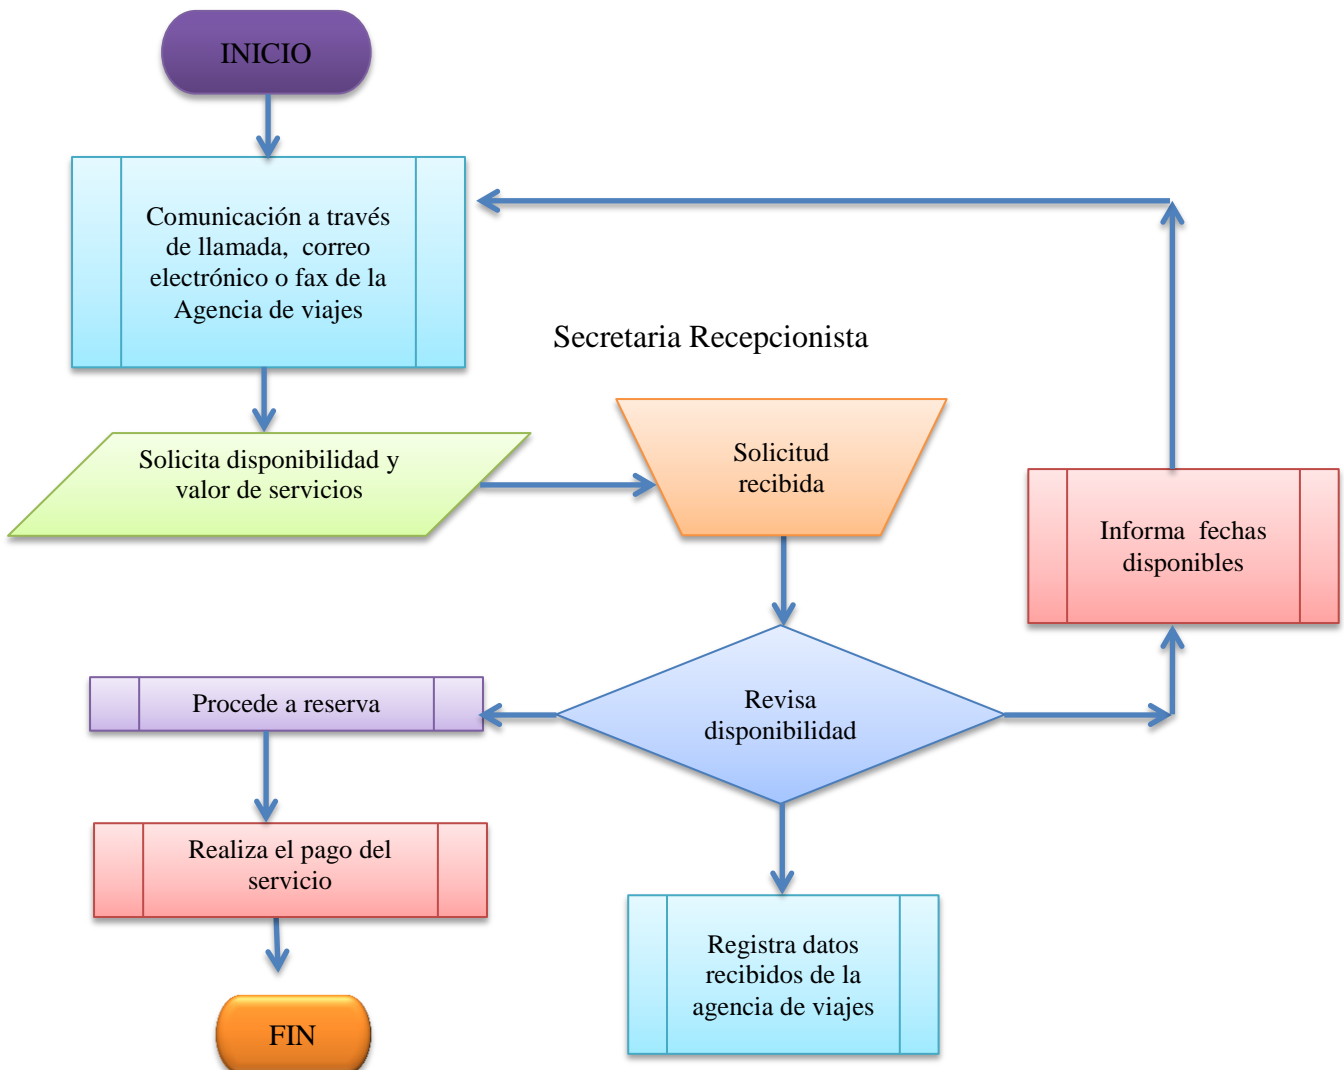 INICIO
Comunicación a través
de llamada, correo
electrónico o fax de la
Agencia de viajes
Secretaria Recepcionista
Solicita disponibilidad y
valor de servicios
Solicitud
recibida
Informa fechas
disponibles
Revisa
disponibilidad
Procede a reserva
Realiza el pago del
servicio
Registra datos
recibidos de la
agencia de viajes
FIN